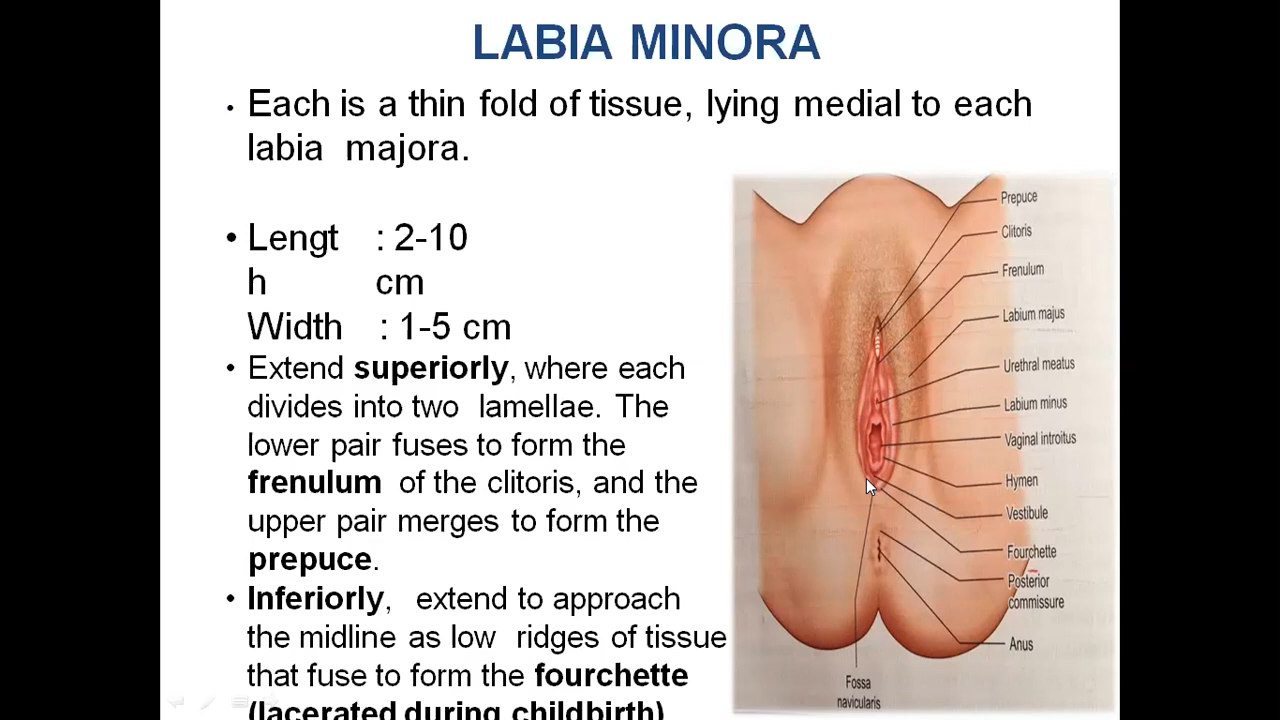 LABIA MINORA
• Each is a thin fold of tissue, lying medial to each
labia majora.
• Lengt : 2-10
h cm
Width : 1-5 cm
• Extend superiorly, where each
divides into two lamellae. The
lower pair fuses to form the
frenulum of the clitoris, and the
upper pair merges to form the
prepuce.
• Inferiorly, extend to approach
the midline as low ridges of tissue
that fuse to form the fourchette
(lacerated during childbirth)
Prepuce
Clitoris
Frenulum
Labium majus
Urethral meatus
Labium minus
Vaginal introitus
Hymen
Vestibule
Fourchette
Posterior
commissure
Anus
Fossa
navicularis